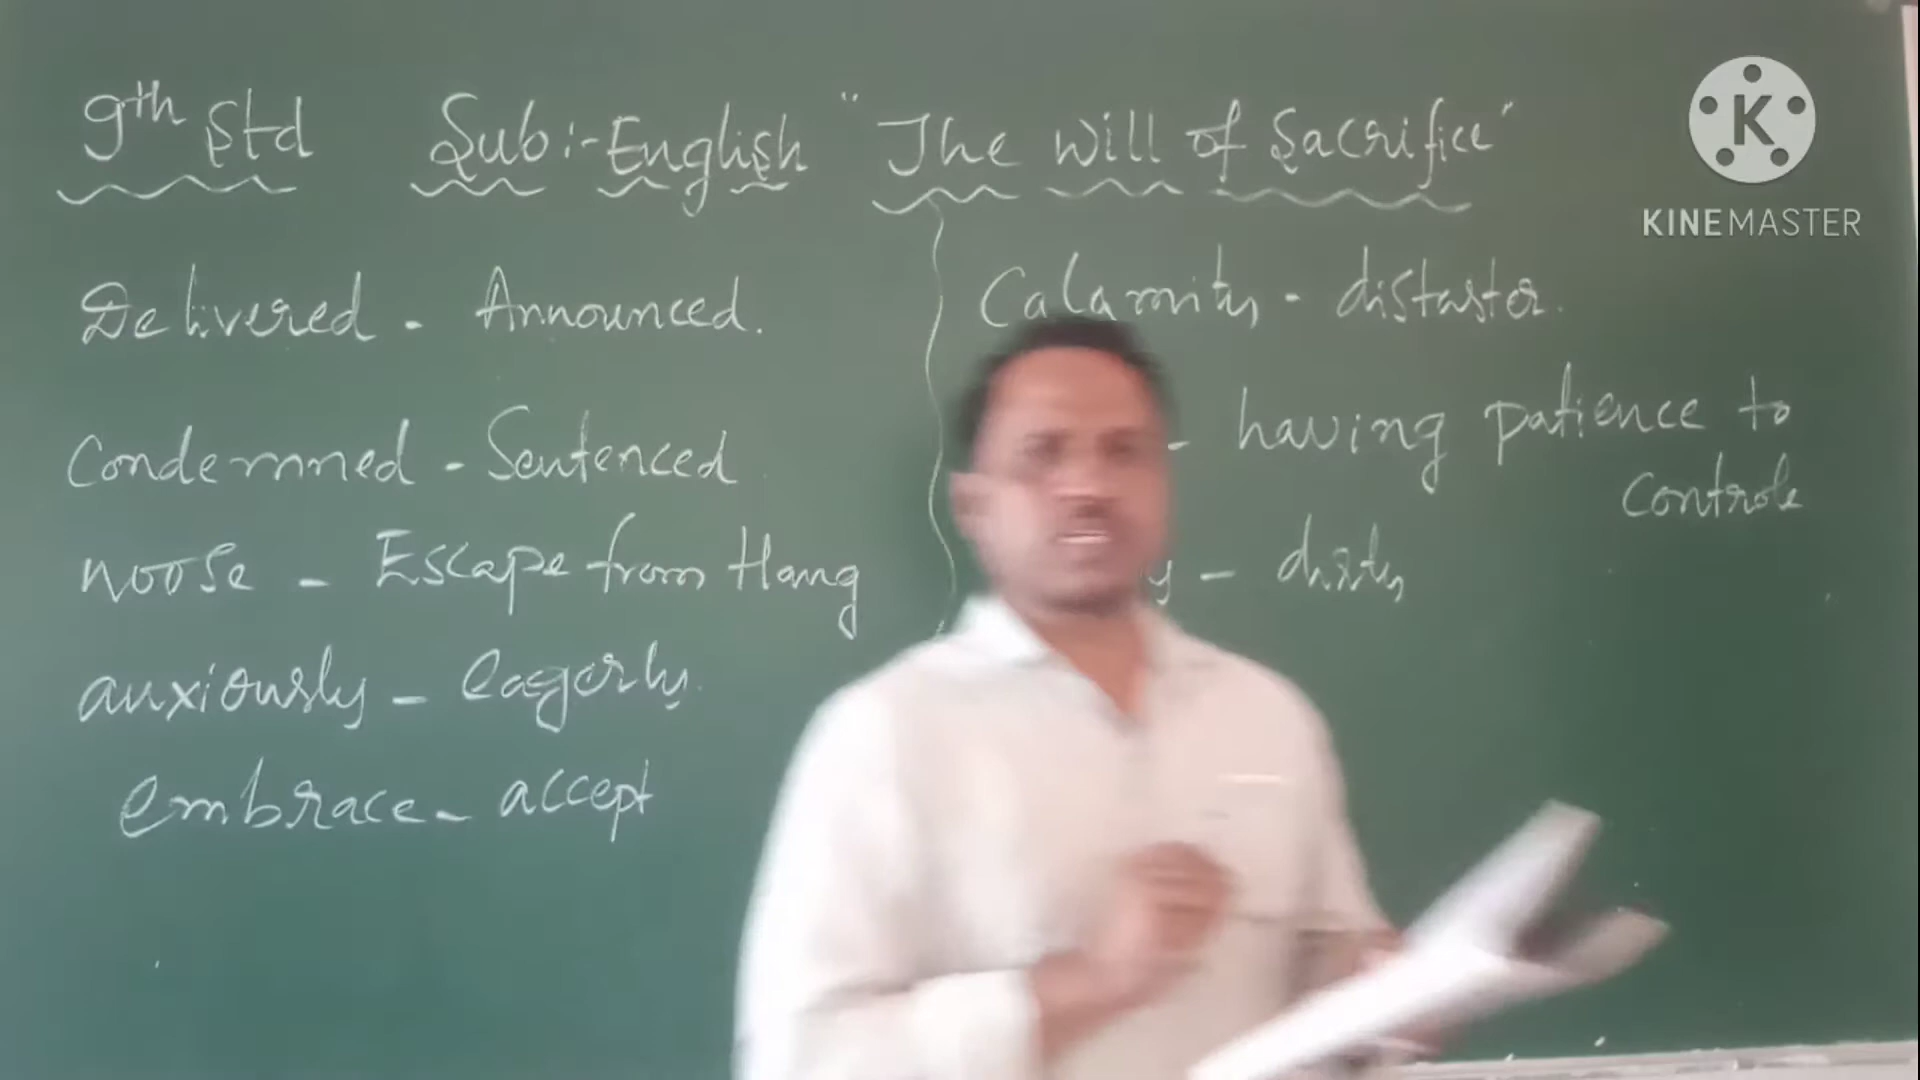 9th Std Sub:-English "The Will of Sacrifice"
Delivered - Announced.
Condemned - Sentenced
noose - Escape from Hang
anxiously - eagerly.
embrace - accept
Calamity - distaster.
- having patience to
controle
y - dirty
K
KINEMASTER